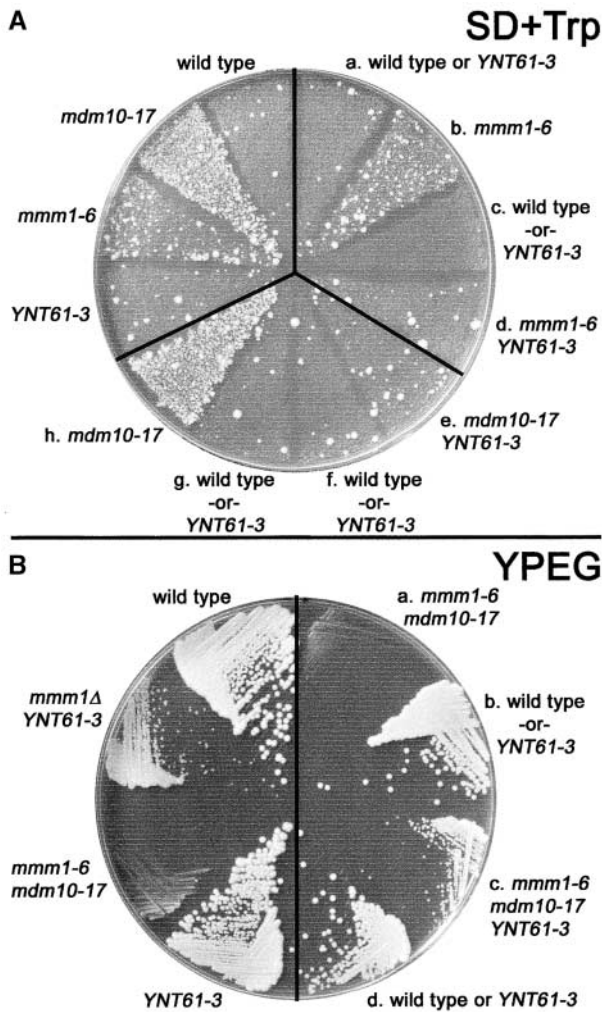 A
SD+Trp
wild type
a. wild type or YNT61-3
mdm10-17
b. mmm1-6
mmm1-6
c. wild type
-or-
YNT61-3
YNT61-3
d. mmm1-6
YNT61-3
h. mdm10-17
e. mdm10-17
YNT61-3
g. wild type
-or-
YNT61-3
f. wild type
-or-
YNT61-3
B
YPEG
wild type
a. mmm1-6
mdm10-17
mmm1Δ
YNT61-3
b. wild type
-or-
YNT61-3
mmm1-6
mdm10-17
c. mmm1-6
mdm10-17
YNT61-3
YNT61-3
d. wild type or YNT61-3